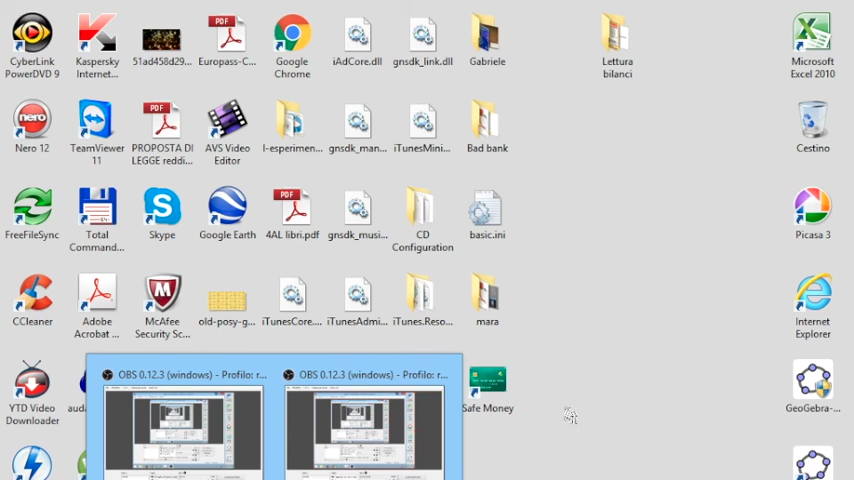 CyberLink
PowerDVD 9
Kaspersky
Internet...
51ad458d29...
PDF
Europass-C...
Google
Chrome
iAdCore.dll
gnsdk_link.dll
Gabriele
Lettura
bilanci
Microsoft
Excel 2010
nero
Nero 12
TeamViewer
11
PDF
PROPOSTA DI
LEGGE reddi...
AVS Video
Editor
l-esperimen...
gnsdk_man...
iTunesMini...
Bad bank
Cestino
FreeFileSync
Total
Command...
Skype
Google Earth
PDF
4AL libri.pdf
gnsdk_musi...
CD
Configuration
basic.ini
Picasa 3
CCleaner
Adobe
Acrobat ...
McAfee
Security Sc...
old-posy-g...
iTunesCore....
iTunesAdmi...
iTunes.Reso...
mara
Internet
Explorer
YTD Video
Downloader
OBS 0.12.3 (windows) - Profilo: r...
OBS 0.12.3 (windows) - Profilo: r...
Safe Money
GeoGebra-...